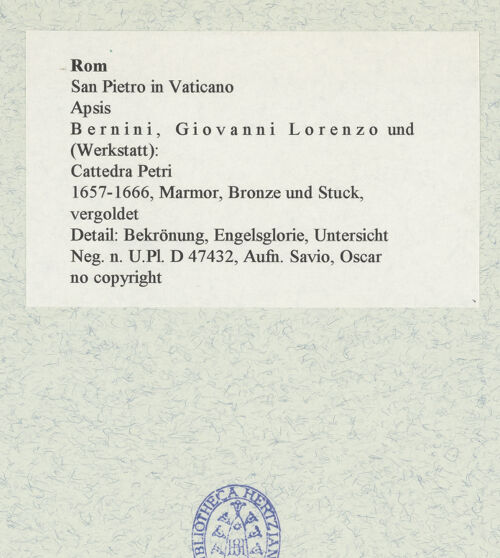 Rom
San Pietro in Vaticano
Apsis
Bernini, Giovanni Lorenzo und
(Werkstatt):
Cattedra Petri
1657-1666, Marmor, Bronze und Stuck,
vergoldet
Detail: Bekrönung, Engelsglorie, Untersicht
Neg. n. U.Pl. D 47432, Aufn. Savio, Oscar
no copyright
BIBLIOTHECA HERTZIAN